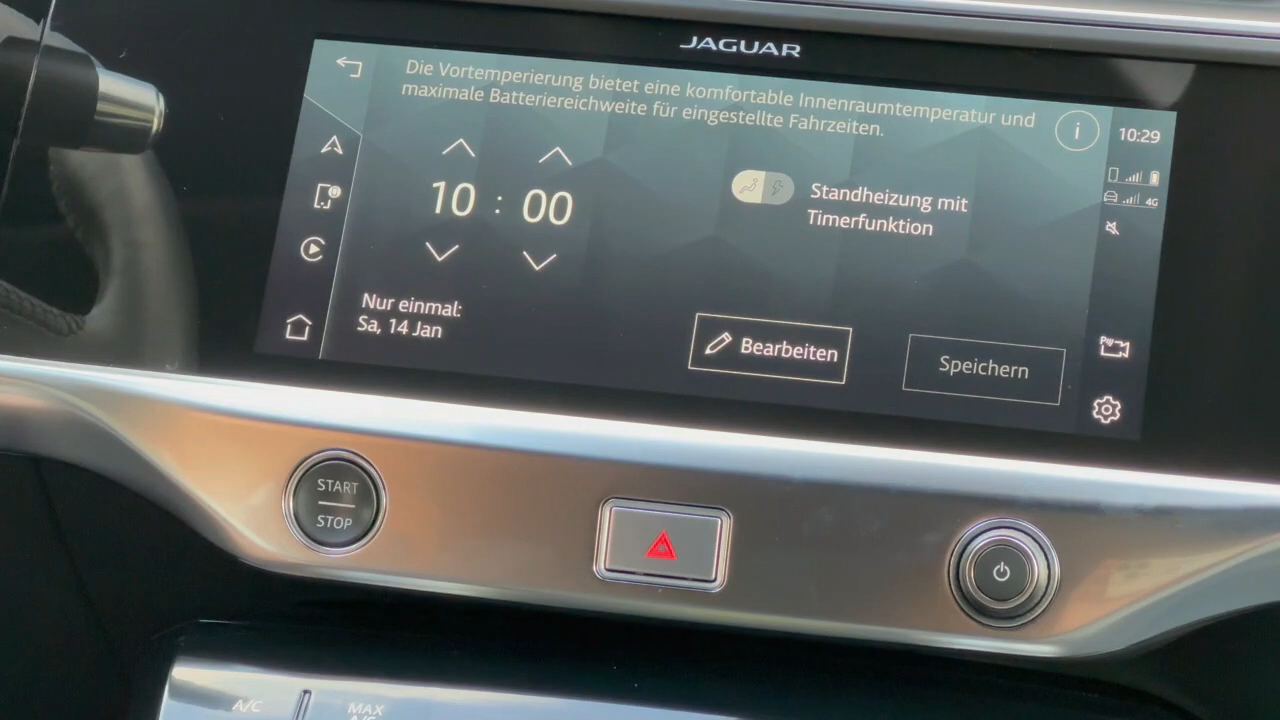 JAGUAR
Die Vortemperierung bietet eine komfortable Innenraumtemperatur und
maximale Batteriereichweite für eingestellte Fahrzeiten.
i
10:29
4G
10 : 00
Standheizung mit
Timerfunktion
Nur einmal:
Sa, 14 Jan
Bearbeiten
Speichern
START
STOP
A/C
MAX
A/C